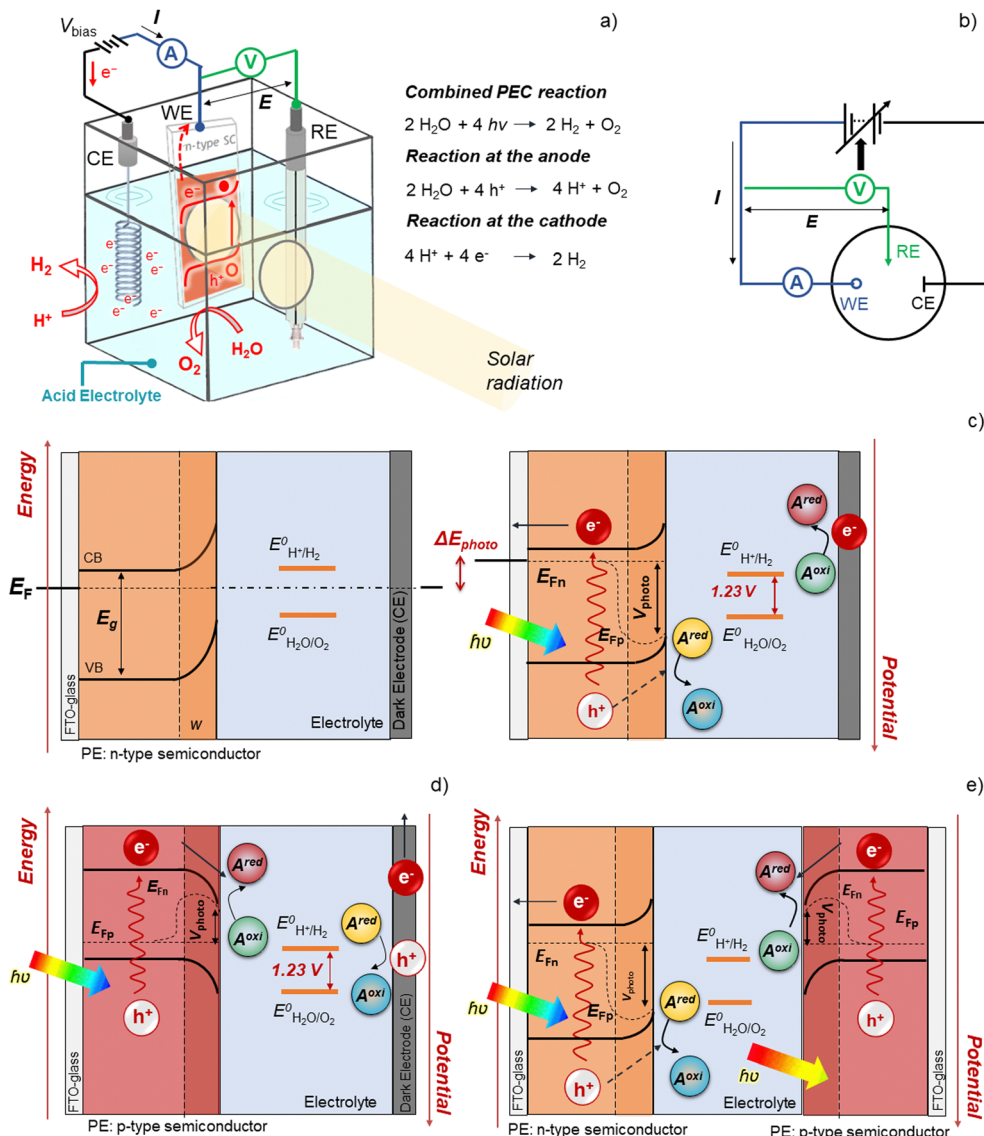 a)
V_bias
I
A
V
e⁻
WE
E
RE
n-type SC
CE
e⁻
h⁺
e⁻
e⁻
e⁻
e⁻
e⁻
e⁻
e⁻
H₂
H⁺
O₂
H₂O
Acid Electrolyte
Solar
radiation
Combined PEC reaction
2 H₂O + 4 hv → 2 H₂ + O₂
Reaction at the anode
2 H₂O + 4 h⁺ → 4 H⁺ + O₂
Reaction at the cathode
4 H⁺ + 4 e⁻ → 2 H₂
b)
I
V
E
RE
A
WE
CE
c)
Energy
CB
E_F
E_g
VB
FTO-glass
W
E⁰ H⁺/H₂
E⁰ H₂O/O₂
Electrolyte
Dark Electrode (CE)
PE: n-type semiconductor
ΔE_photo
e⁻
E_Fn
V_photo
E_Fp
ħυ
h⁺
A^red
A^oxi
E⁰ H⁺/H₂
1.23 V
E⁰ H₂O/O₂
A^red
A^oxi
e⁻
Potential
d)
Energy
e⁻
E_Fn
E_Fp
V_photo
ħυ
h⁺
FTO-glass
A^red
A^oxi
E⁰ H⁺/H₂
1.23 V
E⁰ H₂O/O₂
A^red
A^oxi
e⁻
h⁺
Electrolyte
Dark Electrode (CE)
Potential
PE: p-type semiconductor
e)
Energy
e⁻
E_Fn
V_photo
E_Fp
ħυ
h⁺
FTO-glass
A^red
A^oxi
E⁰ H⁺/H₂
E⁰ H₂O/O₂
A^red
A^oxi
ħυ
Electrolyte
e⁻
E_Fn
V_photo
E_Fp
h⁺
FTO-glass
Potential
PE: n-type semiconductor
PE: p-type semiconductor